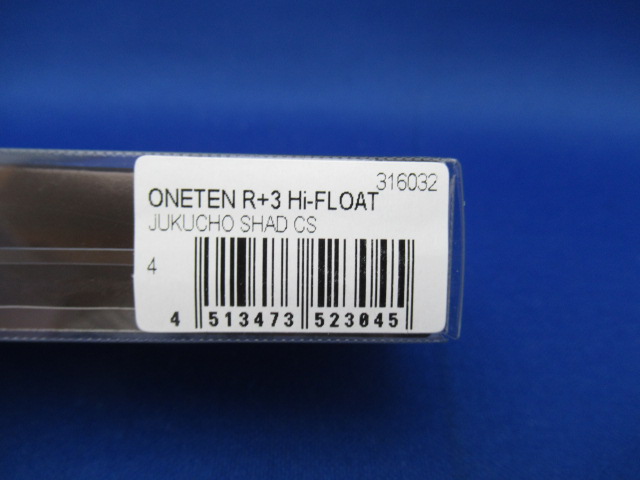 316032
ONETEN R+3 Hi-FLOAT
JUKUCHO SHAD CS
4
4 513473 523045